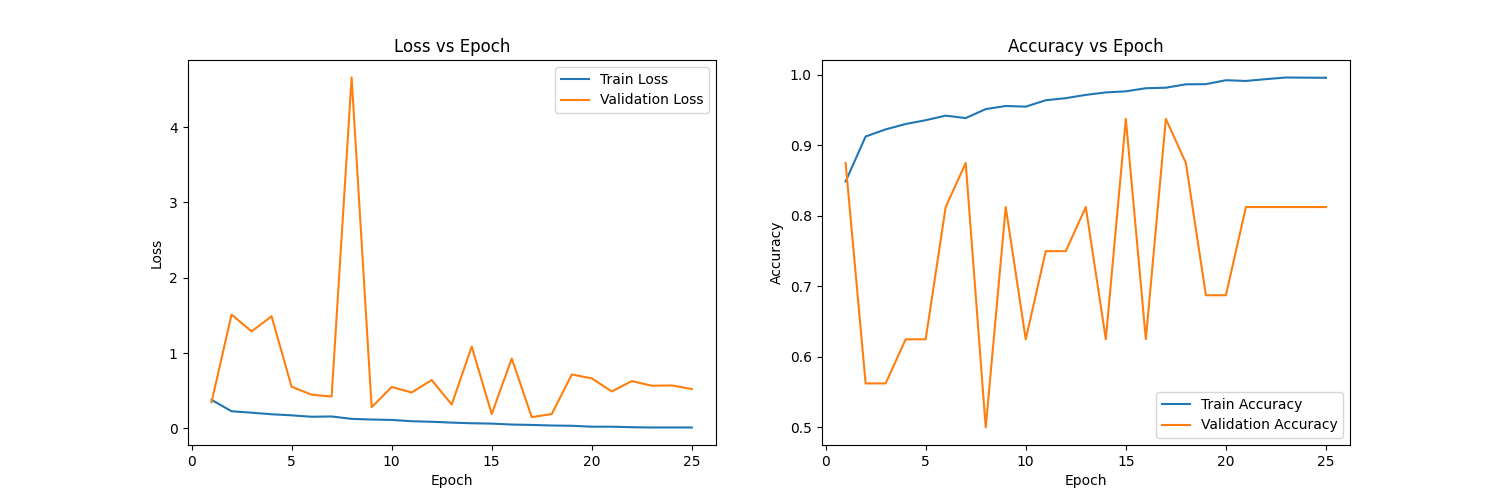 Loss vs Epoch
Train Loss
Validation Loss
4
3
2
1
0
Loss
0
5
10
15
20
25
Epoch
Accuracy vs Epoch
1.0
0.9
0.8
0.7
0.6
0.5
Accuracy
Train Accuracy
Validation Accuracy
0
5
10
15
20
25
Epoch